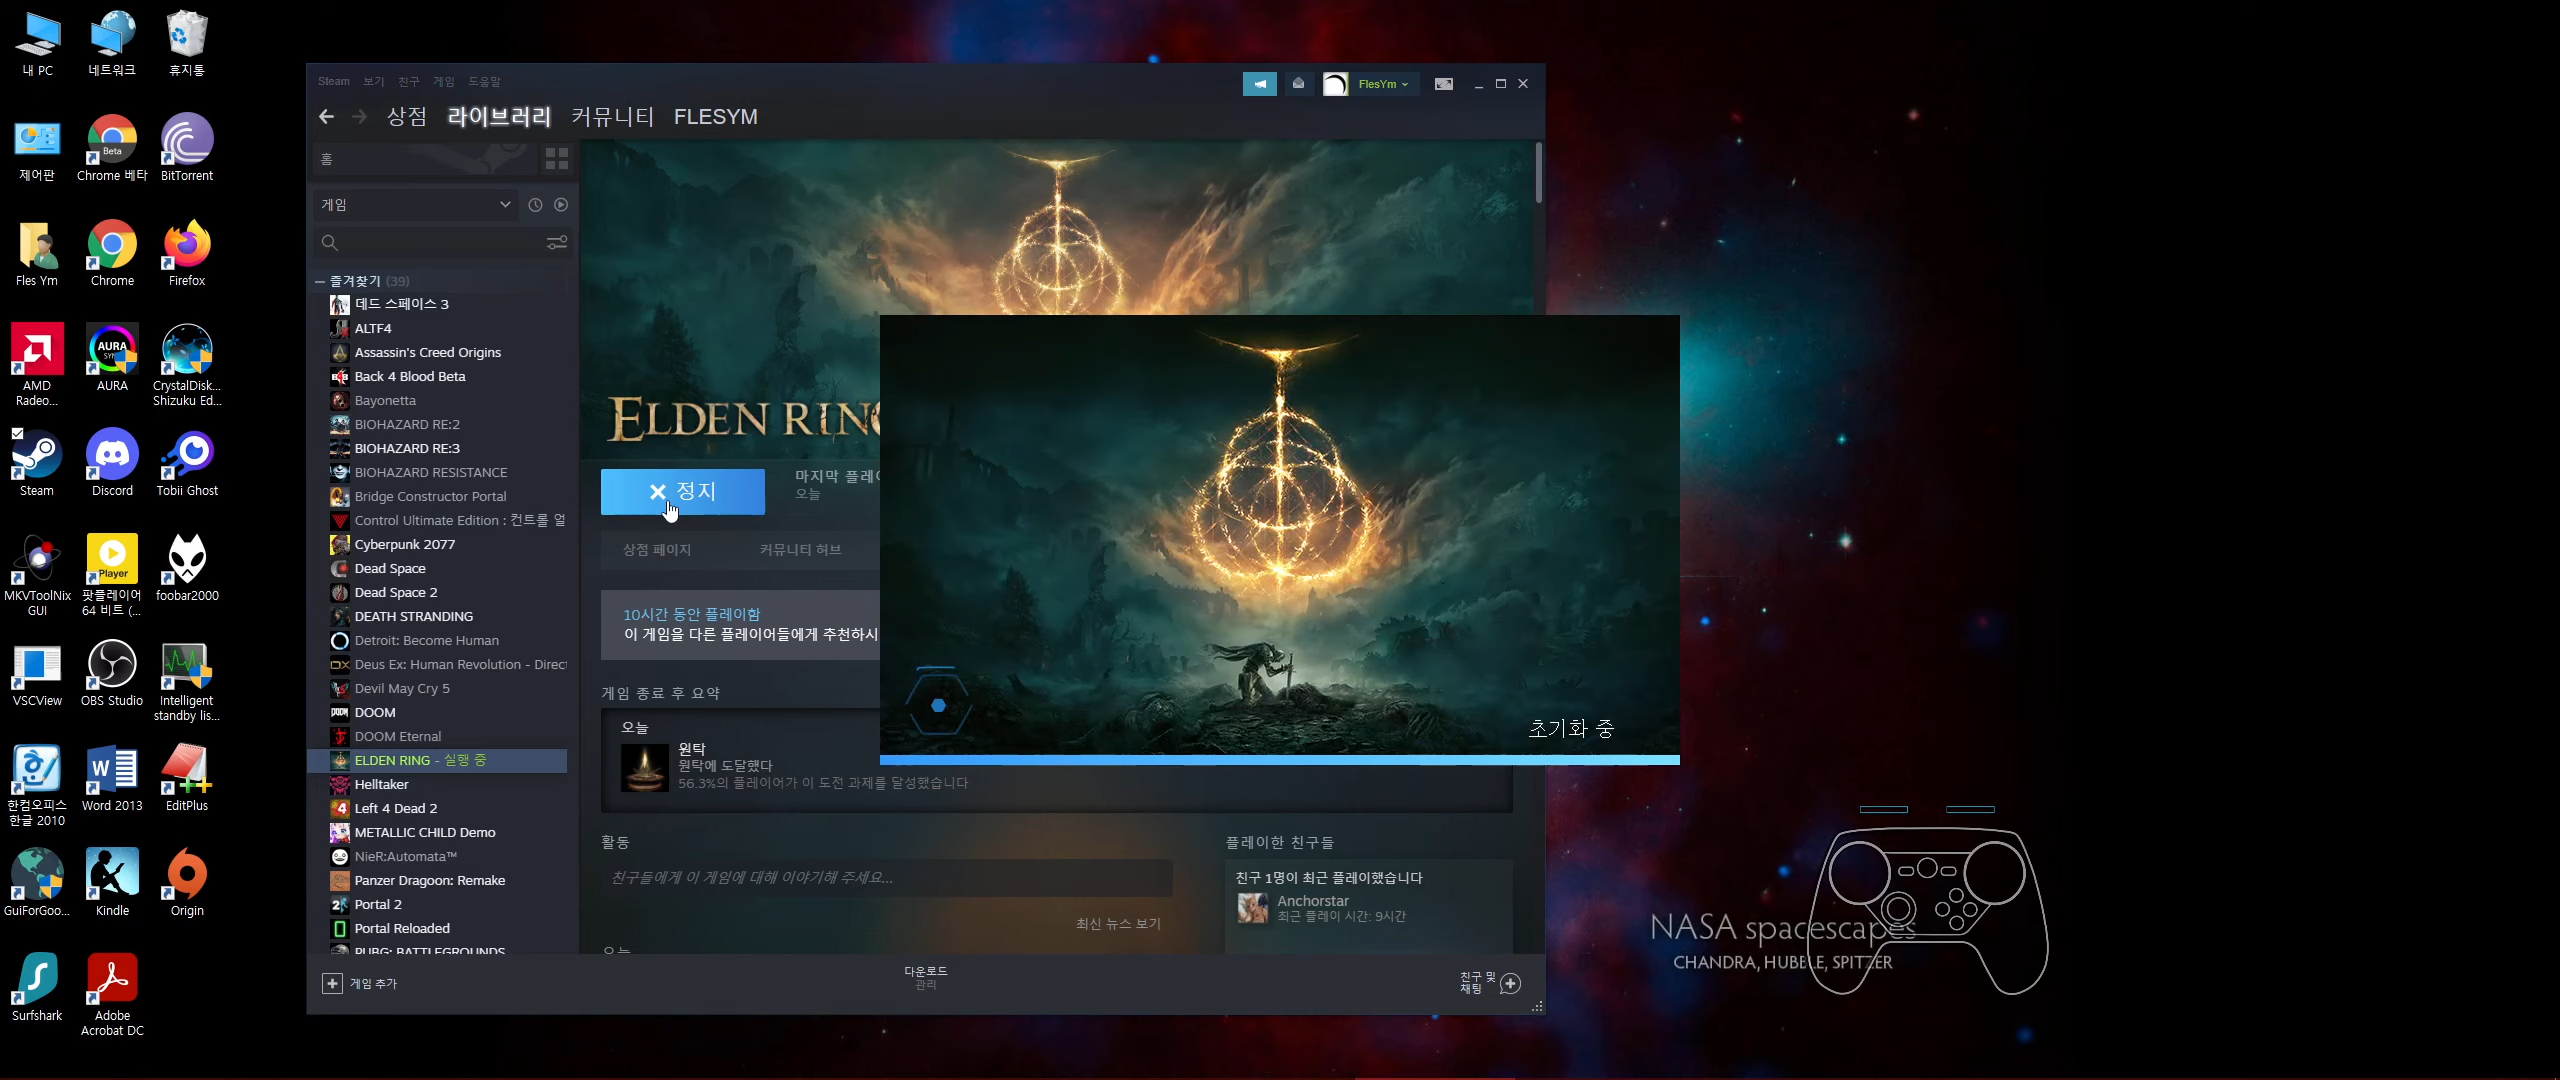 내 PC
네트워크
휴지통
제어판
Chrome 베타
BitTorrent
Fles Ym
Chrome
Firefox
AMD
Radeo...
AURA
SYNC
AURA
CrystalDisk...
Shizuku Ed...
Steam
Discord
Tobii Ghost
MKVToolNix
GUI
Player
팟플레이어
64 비트 (...
foobar2000
VSCView
OBS Studio
Intelligent
standby lis...
한컴오피스
한글 2010
Word 2013
EditPlus
GuiForGoo...
Kindle
Origin
Surfshark
Adobe
Acrobat DC
Steam 보기 친구 게임 도움말
FlesYm
상점 라이브러리 커뮤니티 FLESYM
홈
게임
즐겨찾기 (39)
데드 스페이스 3
ALTF4
Assassin's Creed Origins
Back 4 Blood Beta
Bayonetta
BIOHAZARD RE:2
BIOHAZARD RE:3
BIOHAZARD RESISTANCE
Bridge Constructor Portal
Control Ultimate Edition : 컨트롤 얼
Cyberpunk 2077
Dead Space
Dead Space 2
DEATH STRANDING
Detroit: Become Human
Deus Ex: Human Revolution - Direct
Devil May Cry 5
DOOM
DOOM Eternal
ELDEN RING - 실행 중
Helltaker
Left 4 Dead 2
METALLIC CHILD Demo
NieR:Automata™
Panzer Dragoon: Remake
Portal 2
Portal Reloaded
PUBG: BATTLEGROUNDS
게임 추가
ELDEN RING
정지
마지막 플레이
오늘
상점 페이지
커뮤니티 허브
10시간 동안 플레이함
이 게임을 다른 플레이어들에게 추천하시
게임 종료 후 요약
오늘
원탁
원탁에 도달했다
56.3%의 플레이어가 이 도전 과제를 달성했습니다
활동
친구들에게 이 게임에 대해 이야기해 주세요...
최신 뉴스 보기
오늘
플레이한 친구들
친구 1명이 최근 플레이했습니다
Anchorstar
최근 플레이 시간: 9시간
다운로드
관리
친구 및
채팅
초기화 중
NASA spacescapes
CHANDRA, HUBBLE, SPITZER